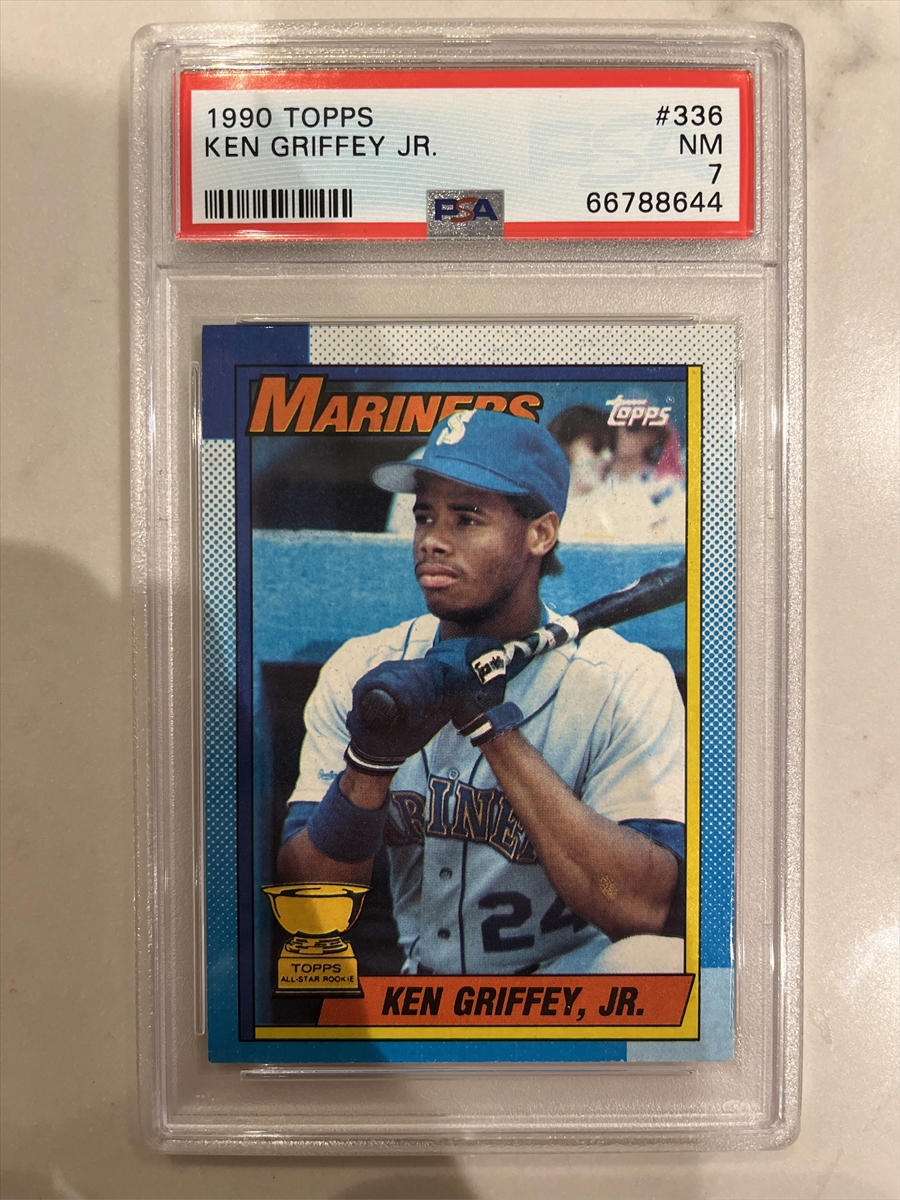 1990 TOPPS #336
KEN GRIFFEY JR. NM
7
PSA 66788644
MARINERS
TOPPS
S
RINE
24
TOPPS
ALL-STAR ROOKIE
KEN GRIFFEY, JR.